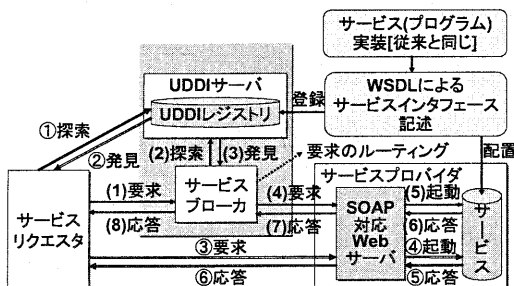 サービス(プログラム)
実装[従来と同じ]
UDDIサーバ
UDDIレジストリ
登録
WSDLによる
サービスインタフェース
記述
①探索
②発見
(2)探索
(3)発見
要求のルーティング
配置
サービスプロバイダ
サービス
リクエスタ
(1)要求
(8)応答
サービス
ブローカ
(4)要求
(7)応答
SOAP
対応
Web
サーバ
(5)起動
(6)応答
④起動
⑤応答
サービス
③要求
⑥応答